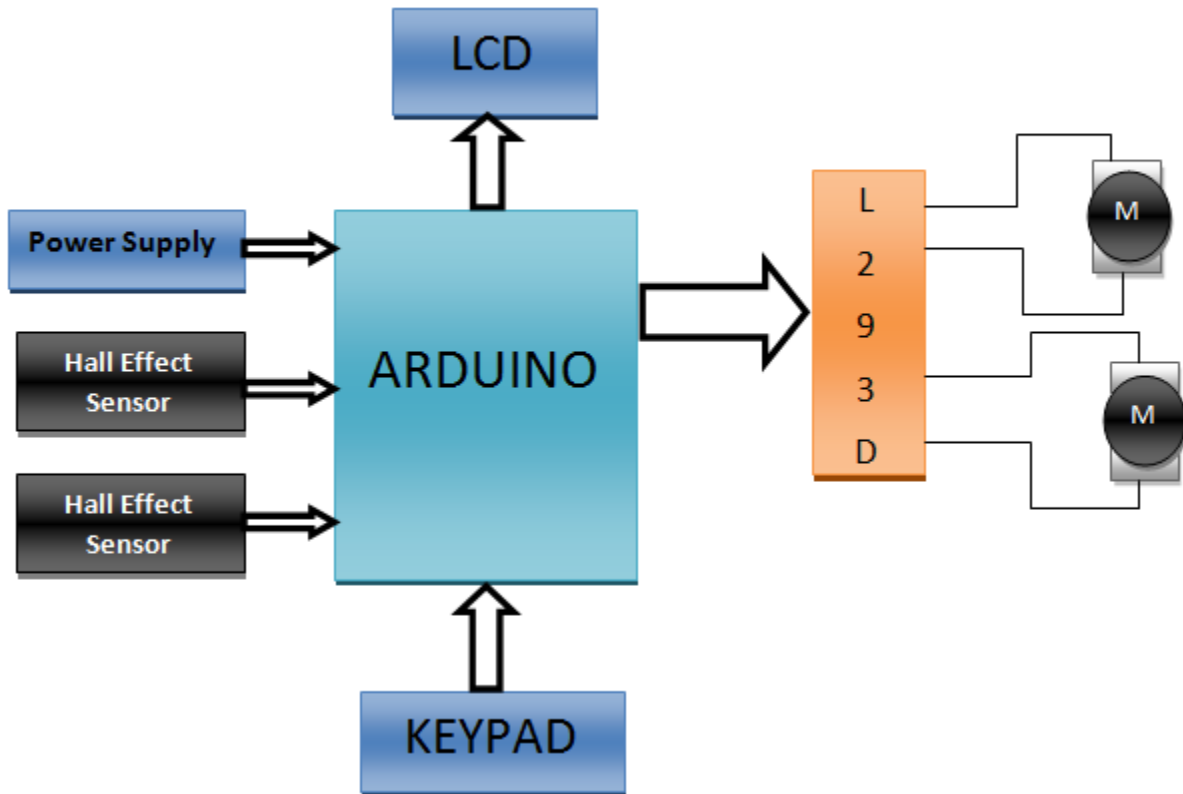 LCD
Power Supply
Hall Effect
Sensor
Hall Effect
Sensor
ARDUINO
KEYPAD
L
2
9
3
D
M
M